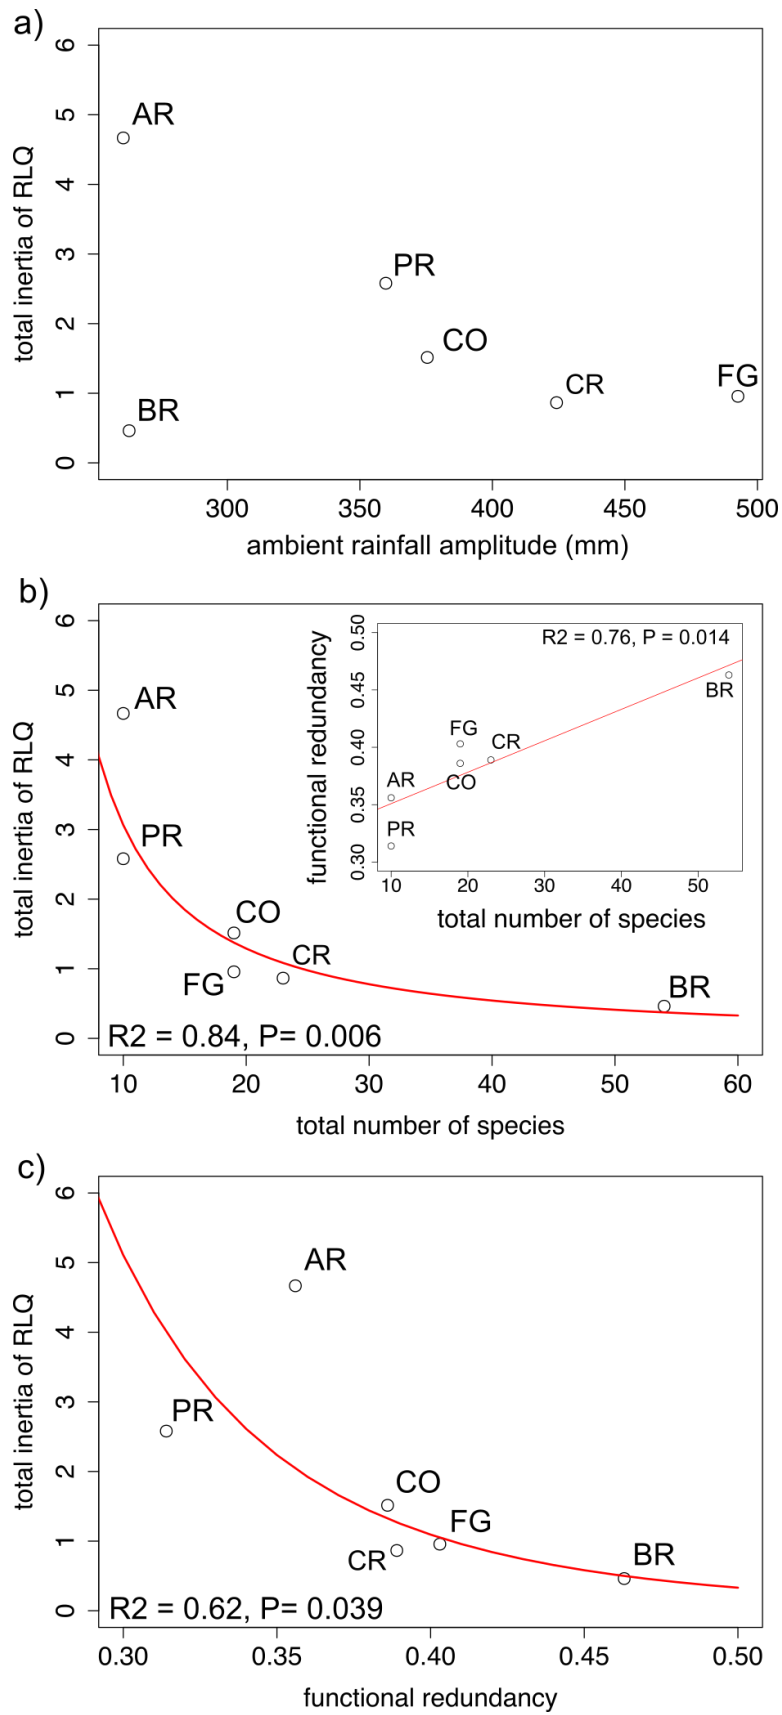 a)
total inertia of RLQ
6
5
4
3
2
1
0
AR
PR
CO
CR
FG
BR
300 350 400 450 500
ambient rainfall amplitude (mm)
b)
total inertia of RLQ
6
5
4
3
2
1
0
AR
PR
CO
CR
FG
BR
R2 = 0.84, P= 0.006
10 20 30 40 50 60
total number of species
functional redundancy
0.50
0.45
0.40
0.35
0.30
R2 = 0.76, P = 0.014
BR
FG
CR
CO
AR
PR
10 20 30 40 50
total number of species
c)
total inertia of RLQ
6
5
4
3
2
1
0
AR
PR
CO
FG
CR
BR
R2 = 0.62, P= 0.039
0.30 0.35 0.40 0.45 0.50
functional redundancy